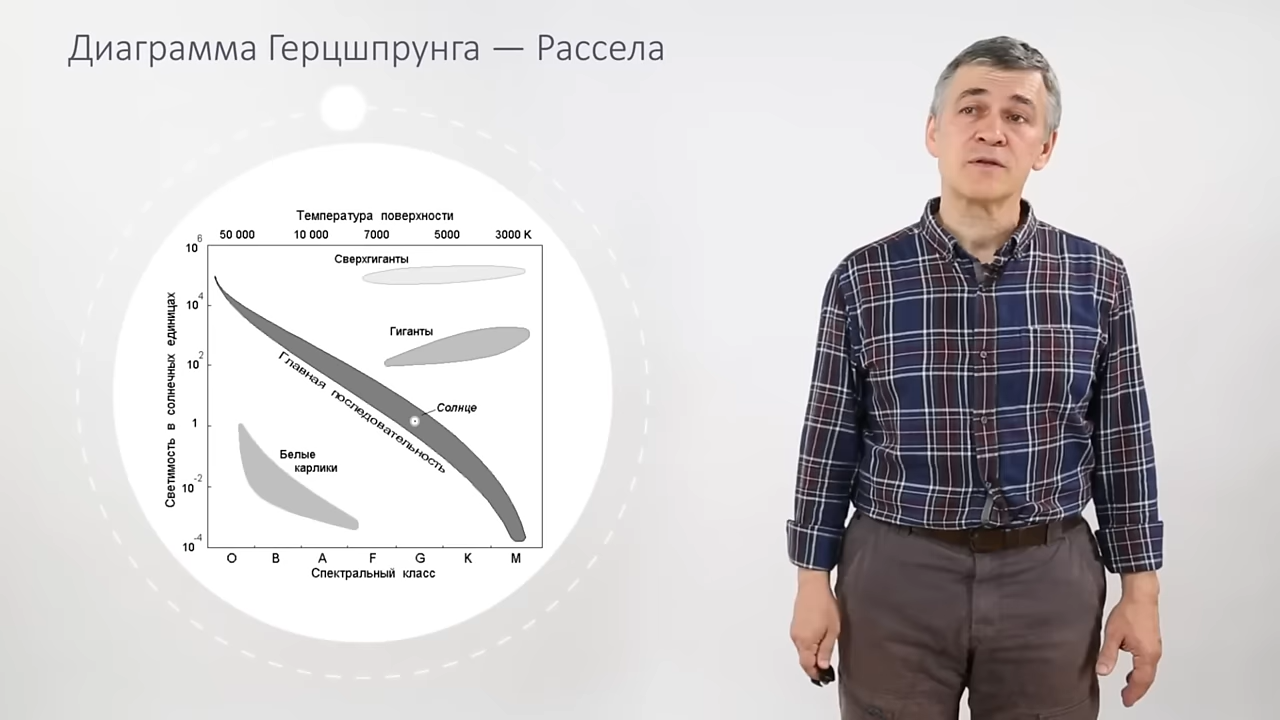 Диаграмма Герцшпрунга — Рассела
Температура поверхности
50 000 10 000 7000 5000 3000 K
10 6
Сверхгиганты
10 4
Гиганты
10 2
Главная последовательность
Солнце
1
Белые
карлики
10 -2
10 -4
Светимость в солнечных единицах
O B A F G K M
Спектральный класс